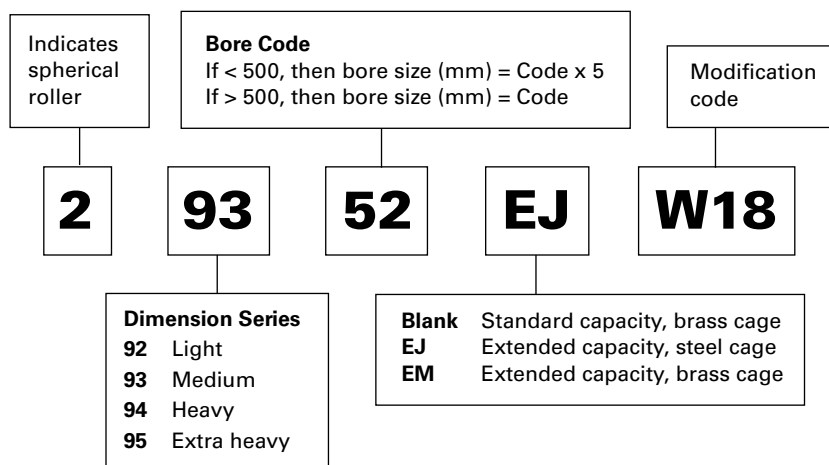 Indicates
spherical
roller
Bore Code
If < 500, then bore size (mm) = Code x 5
If > 500, then bore size (mm) = Code
Modification
code
2 93 52 EJ W18
Dimension Series
92 Light
93 Medium
94 Heavy
95 Extra heavy
Blank Standard capacity, brass cage
EJ Extended capacity, steel cage
EM Extended capacity, brass cage